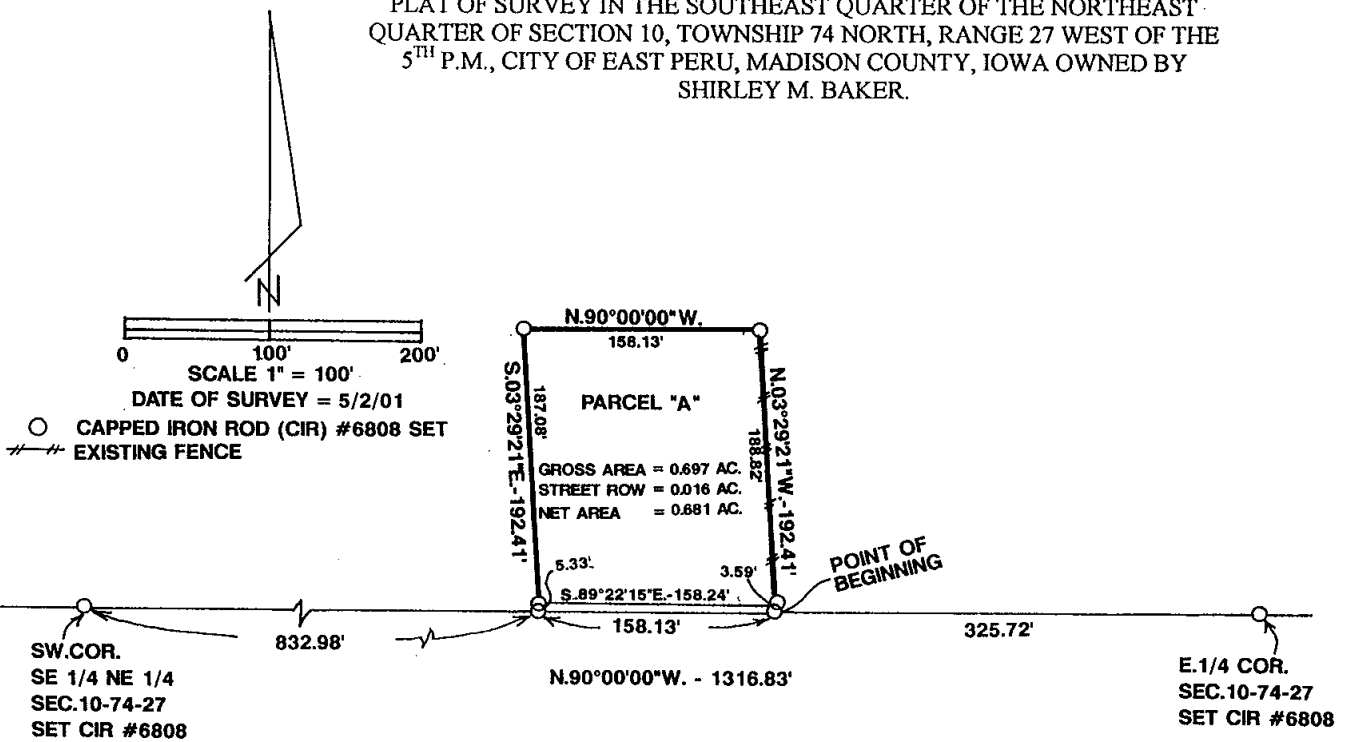 PLAT OF SURVEY IN THE SOUTHEAST QUARTER OF THE NORTHEAST
QUARTER OF SECTION 10, TOWNSHIP 74 NORTH, RANGE 27 WEST OF THE
5TH P.M., CITY OF EAST PERU, MADISON COUNTY, IOWA OWNED BY
SHIRLEY M. BAKER.
N
0 100' 200'
SCALE 1" = 100'
DATE OF SURVEY = 5/2/01
CAPPED IRON ROD (CIR) #6808 SET
EXISTING FENCE
N.90°00'00"W.
158.13'
S.03°29'21"E.-192.41'
187.08'
PARCEL "A"
N.03°29'21"W.-192.41'
188.82'
GROSS AREA = 0.697 AC.
STREET ROW = 0.016 AC.
NET AREA = 0.681 AC.
5.33'
3.59'
S.89°22'15"E.-158.24'
POINT OF
BEGINNING
832.98'
158.13'
325.72'
N.90°00'00"W. - 1316.83'
SW.COR.
SE 1/4 NE 1/4
SEC.10-74-27
SET CIR #6808
E.1/4 COR.
SEC.10-74-27
SET CIR #6808